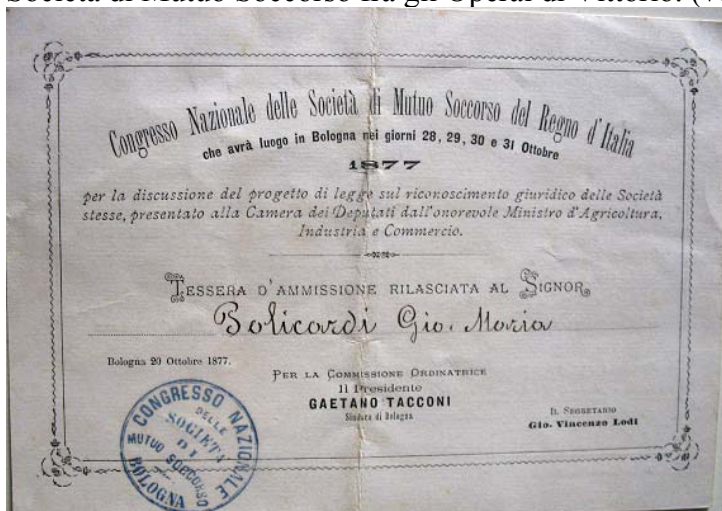 Società di Mutuo Soccorso fra gli Operai di Vittorio.
Congresso Nazionale delle Società di Mutuo Soccorso del Regno d'Italia
che avrà luogo in Bologna nei giorni 28, 29, 30 e 31 Ottobre
1877
per la discussione del progetto di legge sul riconoscimento giuridico delle Società
stesse, presentato alla Camera dei Deputati dall'onorevole Ministro d'Agricoltura,
Industria e Commercio.
TESSERA D'AMMISSIONE RILASCIATA AL SIGNOR
Bolicardi Gio. Maria
Bologna 20 Ottobre 1877.
PER LA COMMISSIONE ORDINATRICE
Il Presidente
GAETANO TACCONI
Sindaco di Bologna
IL SEGRETARIO
Gio. Vincenzo Lodi
CONGRESSO NAZIONALE
DELLE
SOCIETÀ
DI
MUTUO SOCCORSO
BOLOGNA